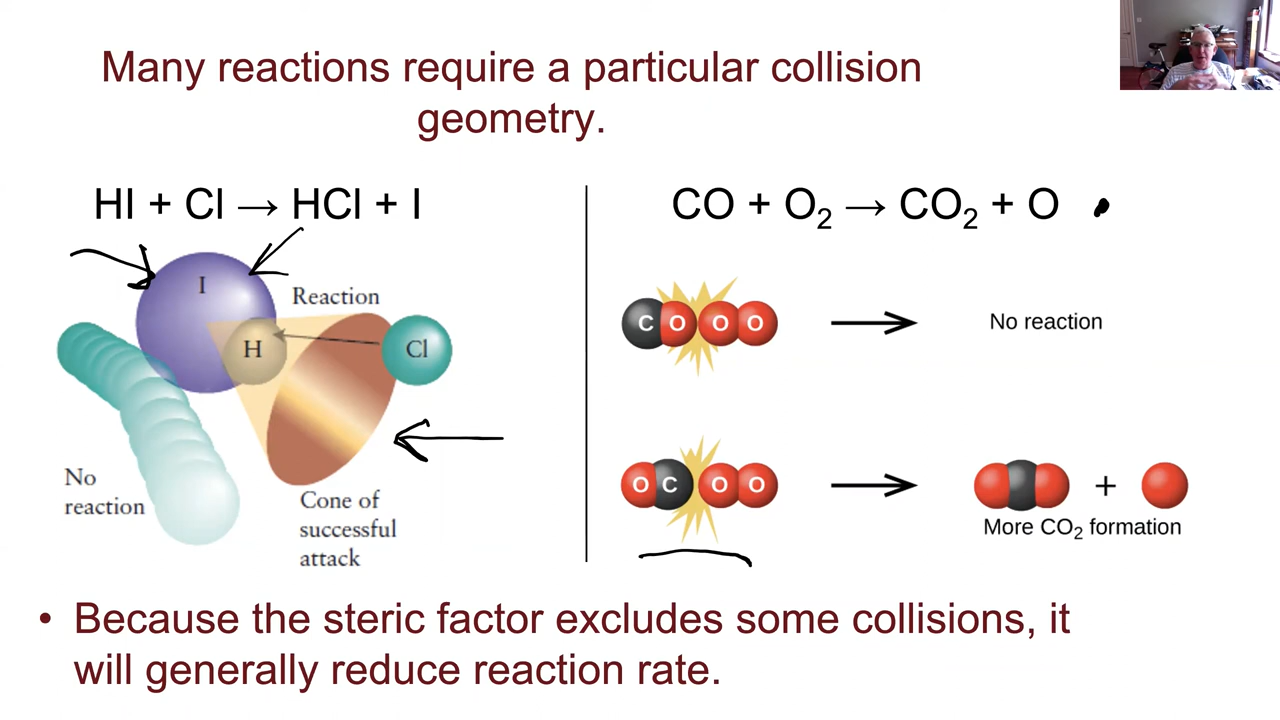 Many reactions require a particular collision
geometry.
HI + Cl → HCl + I
I
Reaction
H
Cl
No
reaction
Cone of
successful
attack
CO + O₂ → CO₂ + O
C O O O
No reaction
O C O O
+
More CO₂ formation
• Because the steric factor excludes some collisions, it
will generally reduce reaction rate.